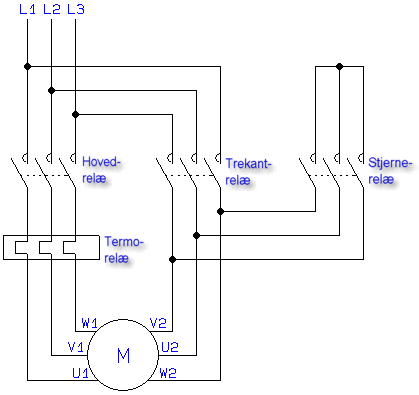 L1 L2 L3
Hoved-
relæ
Trekant-
relæ
Stjerne-
relæ
Termo-
relæ
W1 V2
V1 M U2
U1 W2